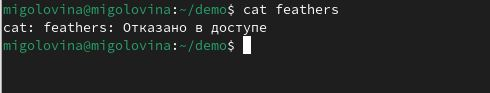 migolovina@migolovina:~/demo$ cat feathers
cat: feathers: Отказано в доступе
migolovina@migolovina:~/demo$